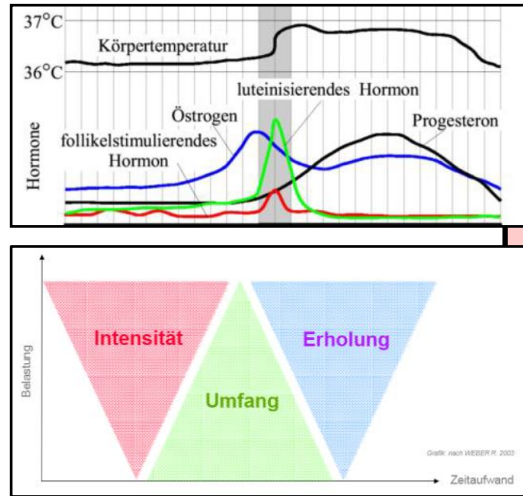 37°C
Körpertemperatur
36°C
luteinisierendes Hormon
Östrogen
Progesteron
follikelstimulierendes
Hormon
Hormone
Intensität
Erholung
Umfang
Belastung
Grafik: nach WEBER R. 2003
Zeitaufwand